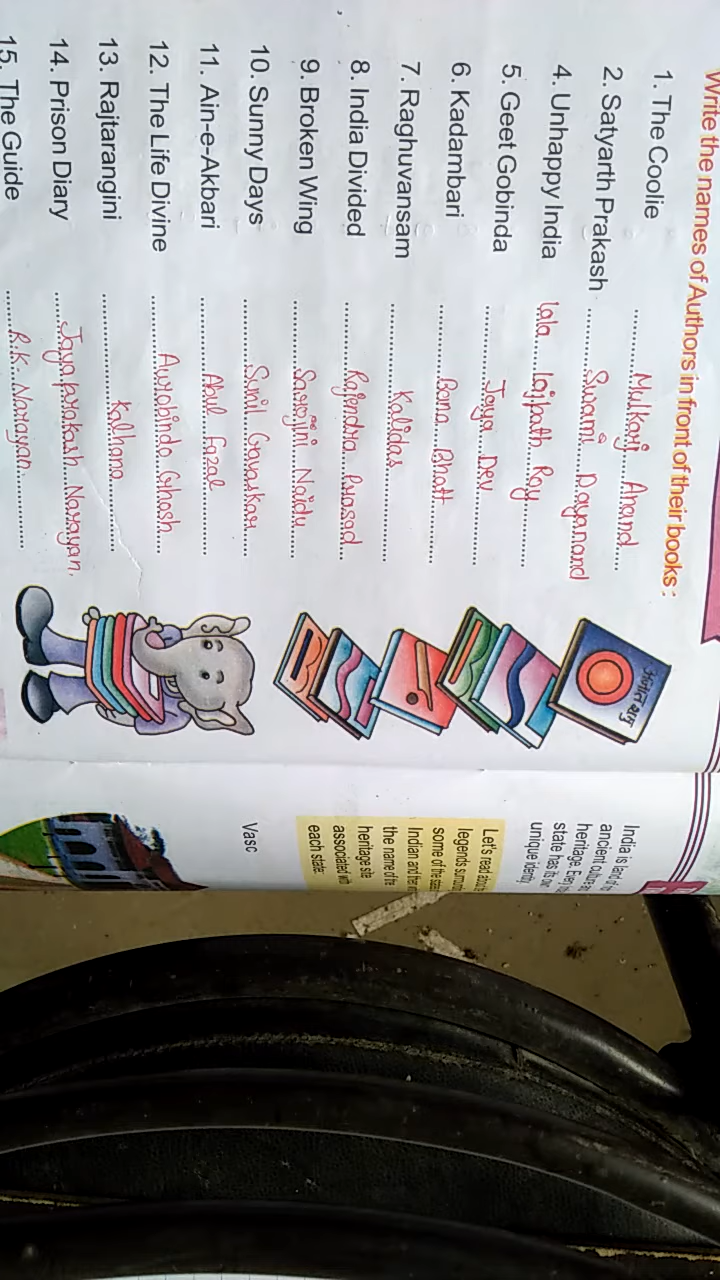 Write the names of Authors in front of their books :
1. The Coolie ......Mulkarj Anand......
2. Satyarth Prakash ......Swami Dayanand
4. Unhappy India Lala Lajpath Ray......
5. Geet Gobinda ......Jaya Dev......
6. Kadambari ......Bana Bhatt......
7. Raghuvansam ......Kalidas......
8. India Divided ......Rajendra Prasad......
9. Broken Wing ......Sarojini Naidu......
10. Sunny Days ......Sunil Gavaskar......
11. Ain-e-Akbari ......Abul Fazal......
12. The Life Divine ......Aurobindo Ghosh......
13. Rajtarangini ......Kalhana......
14. Prison Diary ......Jayaprakash Narayan.
15. The Guide ......R.K. Narayan......
India is land of
ancient culture
heritage. Every
state has its own
unique identiy.
Let's read about
legends
some of the
Indian and
the name of the
heritage site
associated with
each state:
Vasc